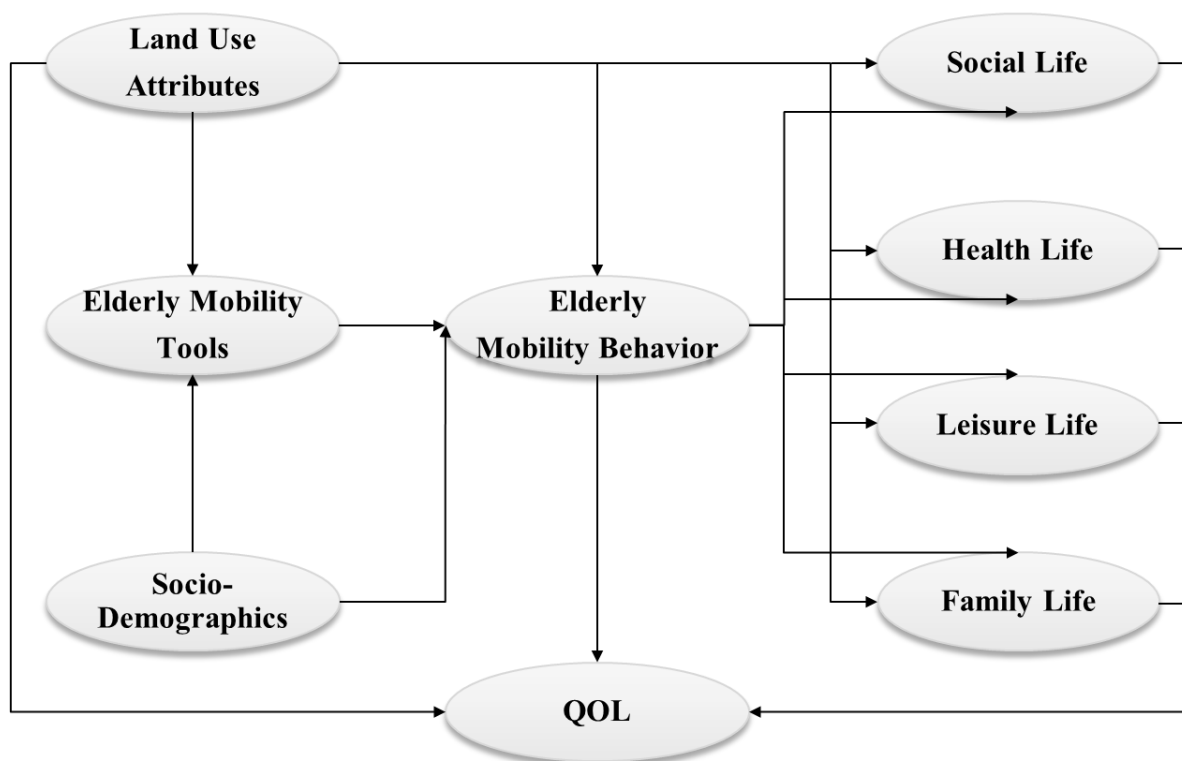 Land Use
Attributes
Social Life
Health Life
Elderly Mobility
Tools
Elderly
Mobility Behavior
Leisure Life
Socio-
Demographics
Family Life
QOL